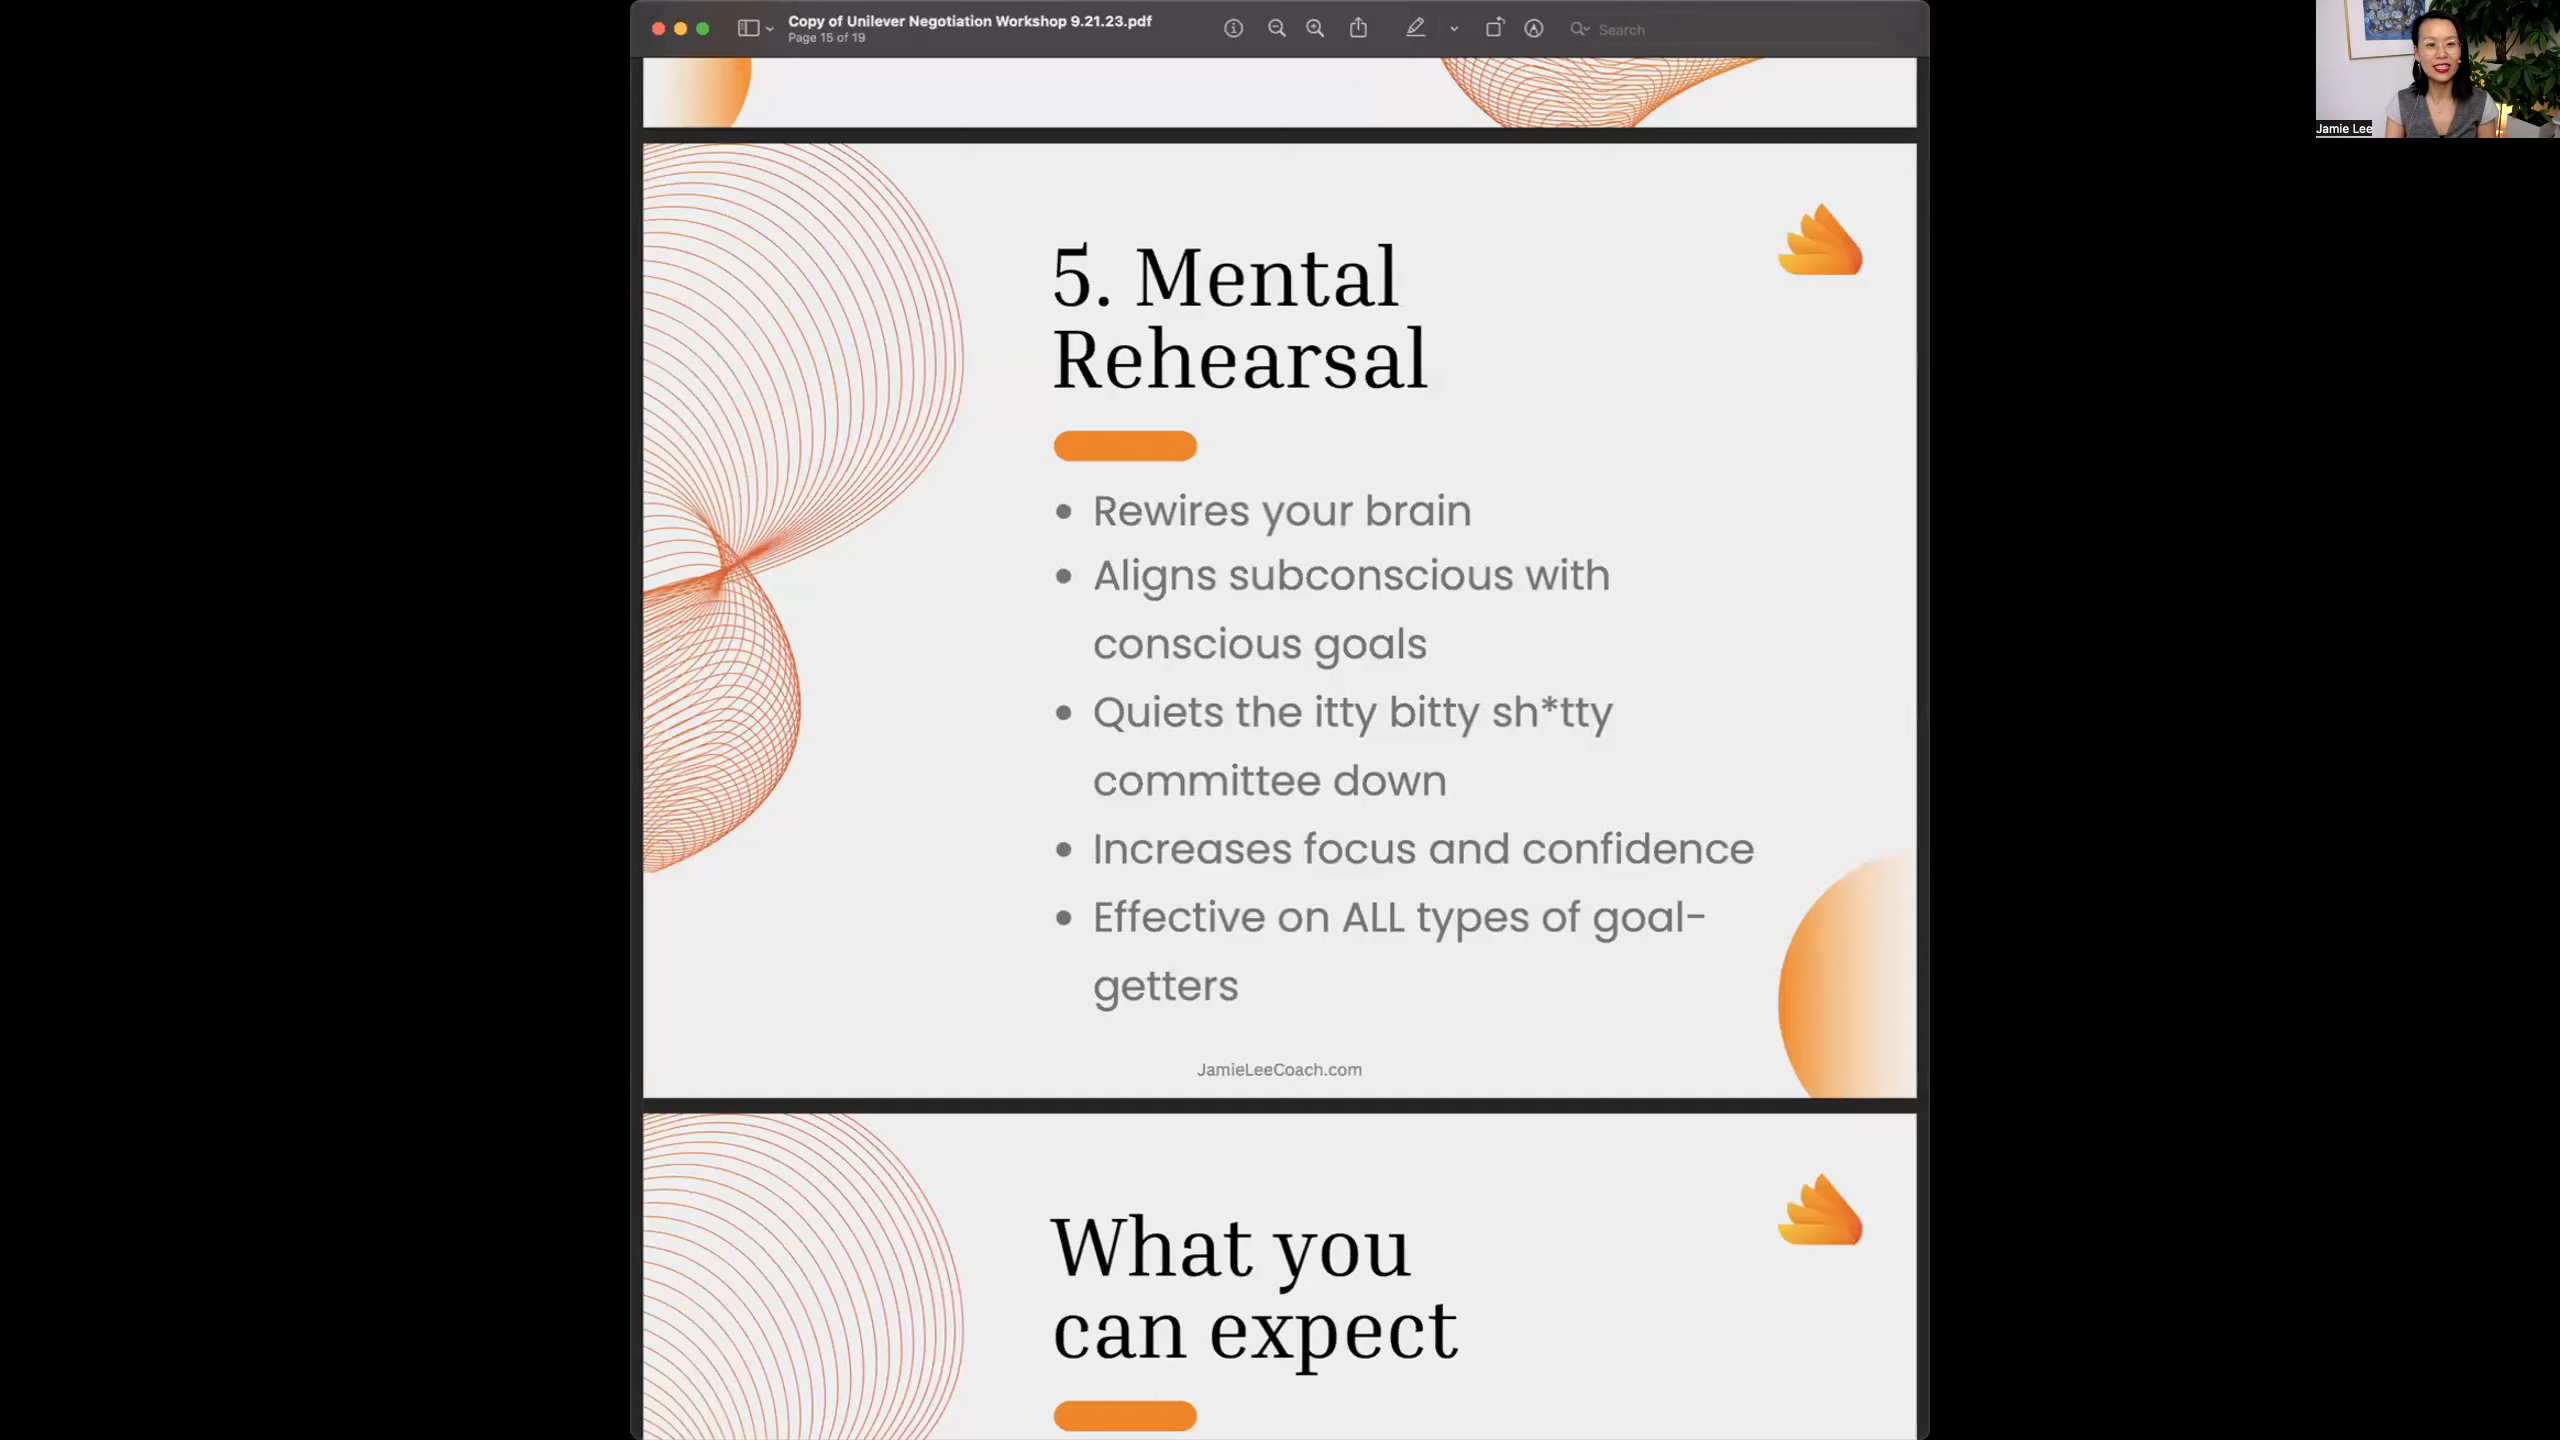 Copy of Unilever Negotiation Workshop 9.21.23.pdf
Page 15 of 19
Search
Jamie Lee
5. Mental
Rehearsal
• Rewires your brain
• Aligns subconscious with
conscious goals
• Quiets the itty bitty sh*tty
committee down
• Increases focus and confidence
• Effective on ALL types of goal-
getters
JamieLeeCoach.com
What you
can expect